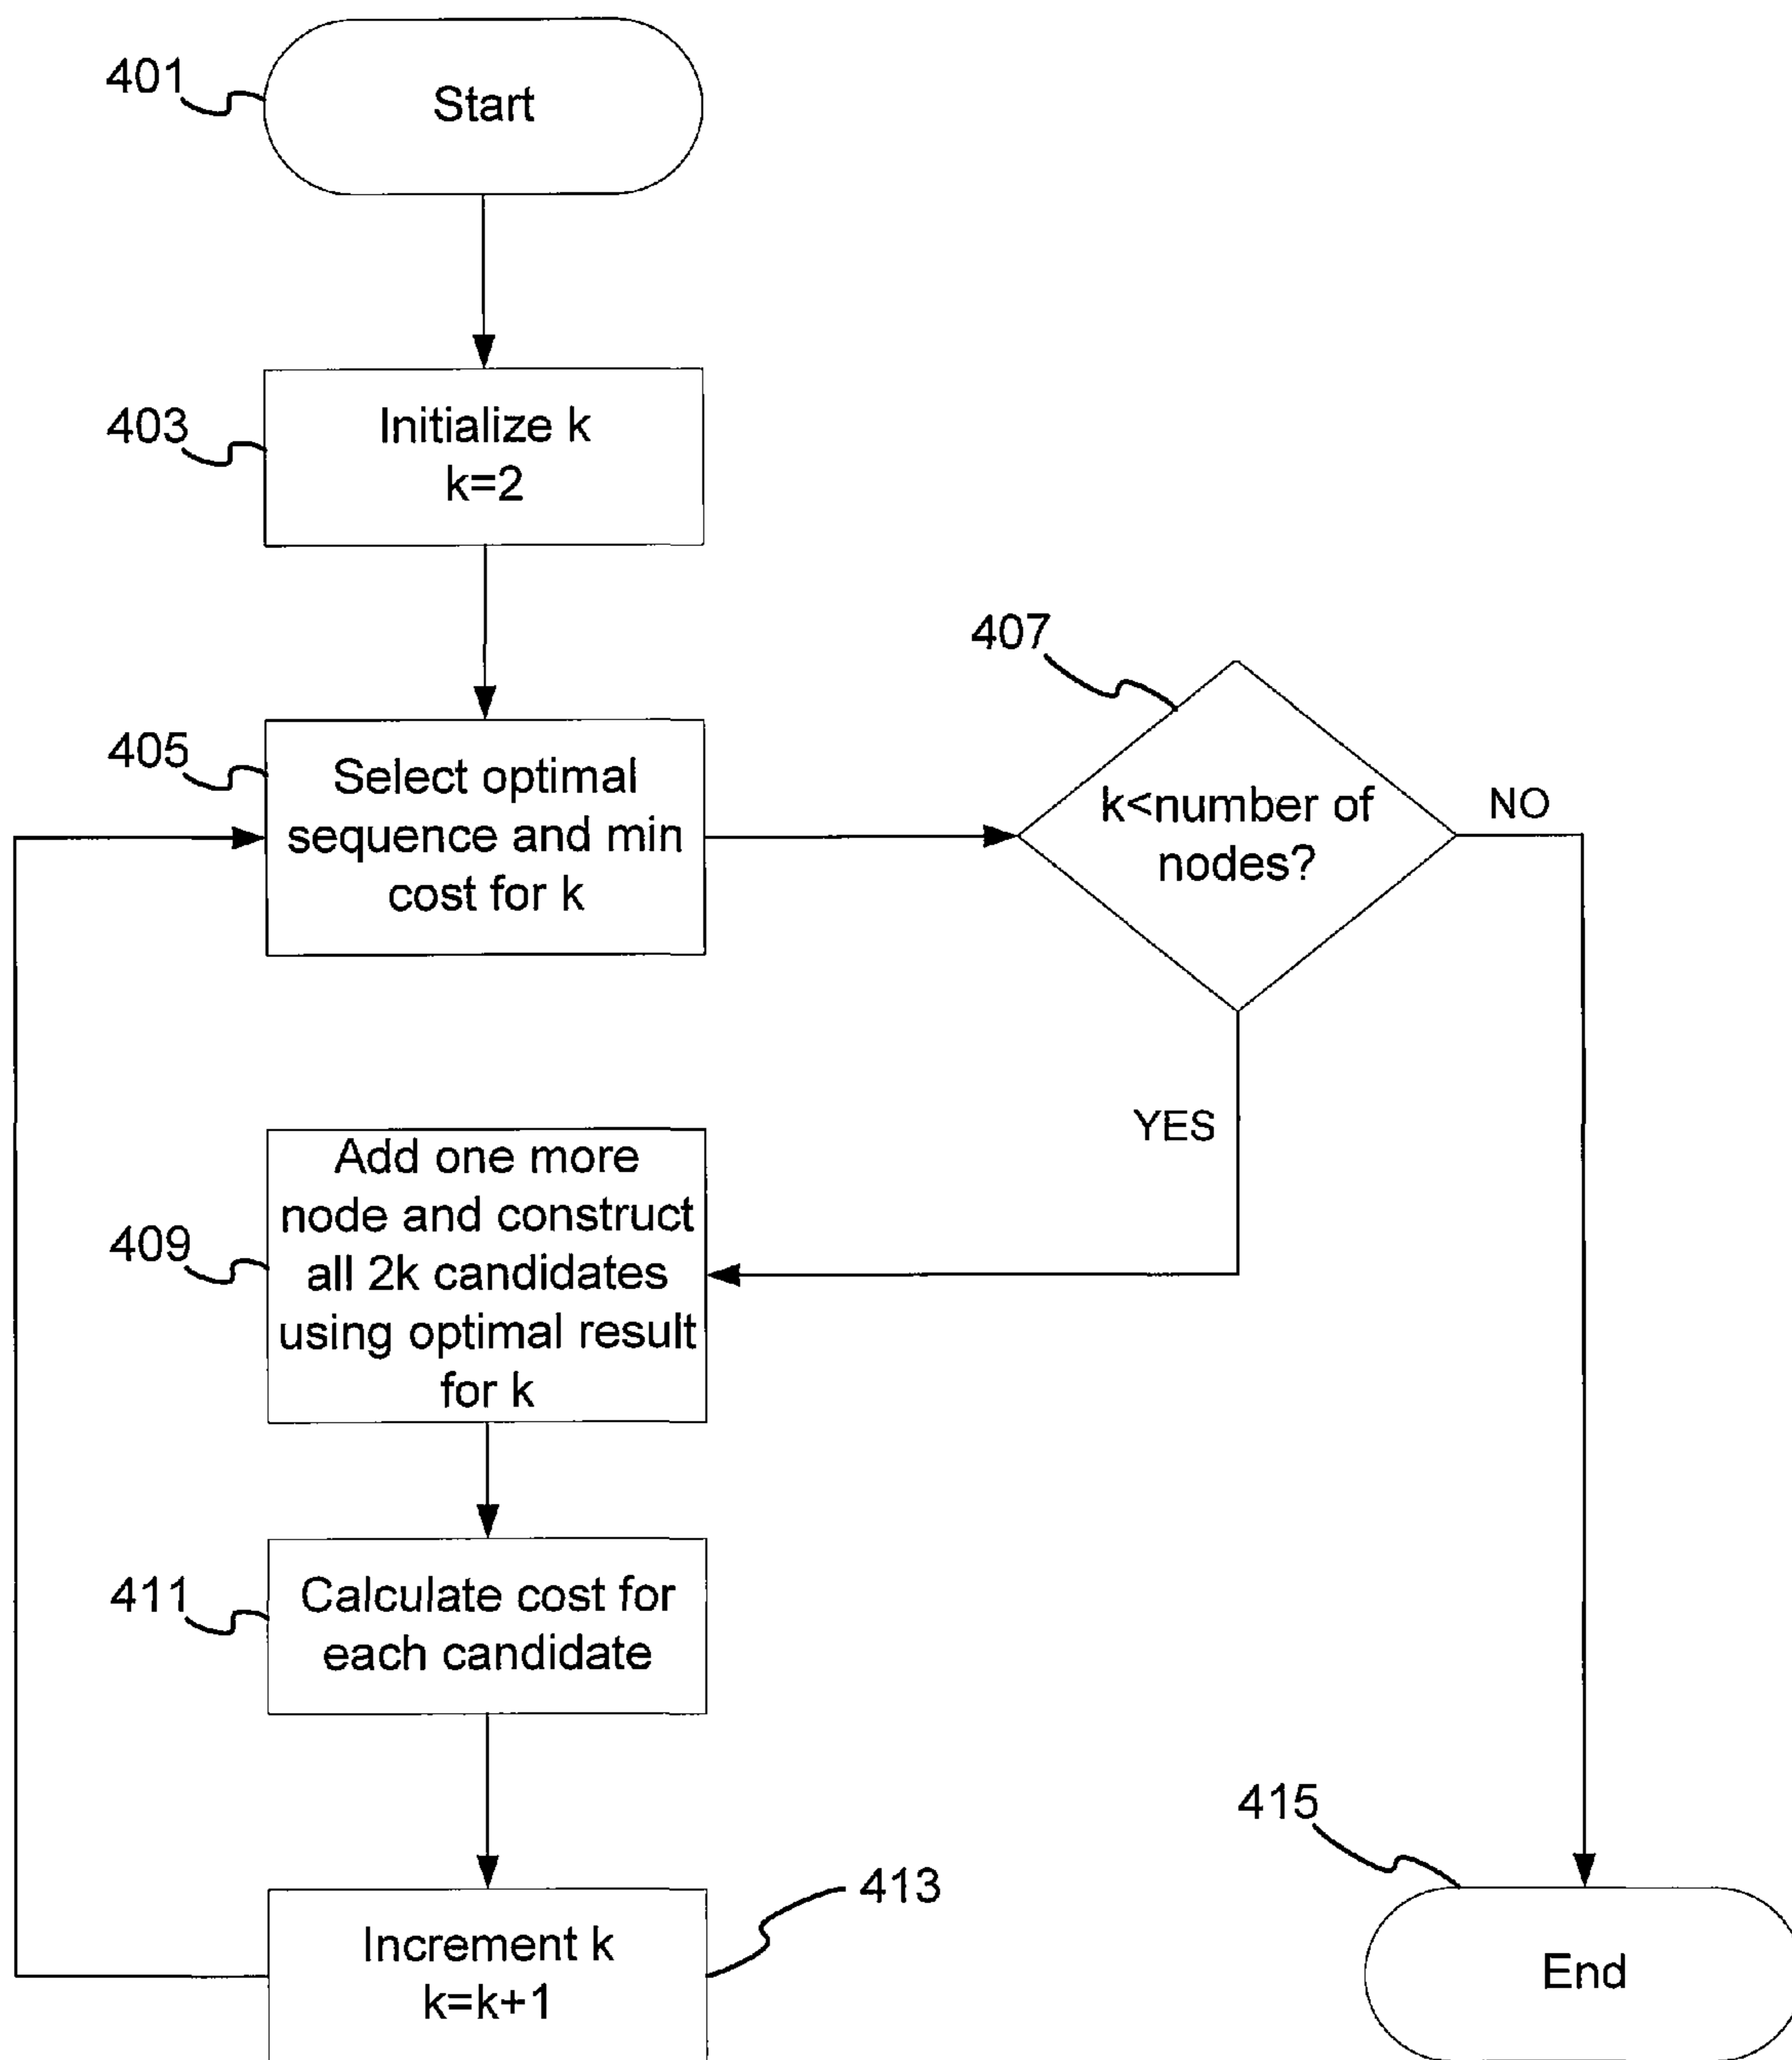 401
Start
403
Initialize k
k=2
405
Select optimal
sequence and min
cost for k
407
k<number of
nodes?
NO
YES
409
Add one more
node and construct
all 2k candidates
using optimal result
for k
411
Calculate cost for
each candidate
413
Increment k
k=k+1
415
End